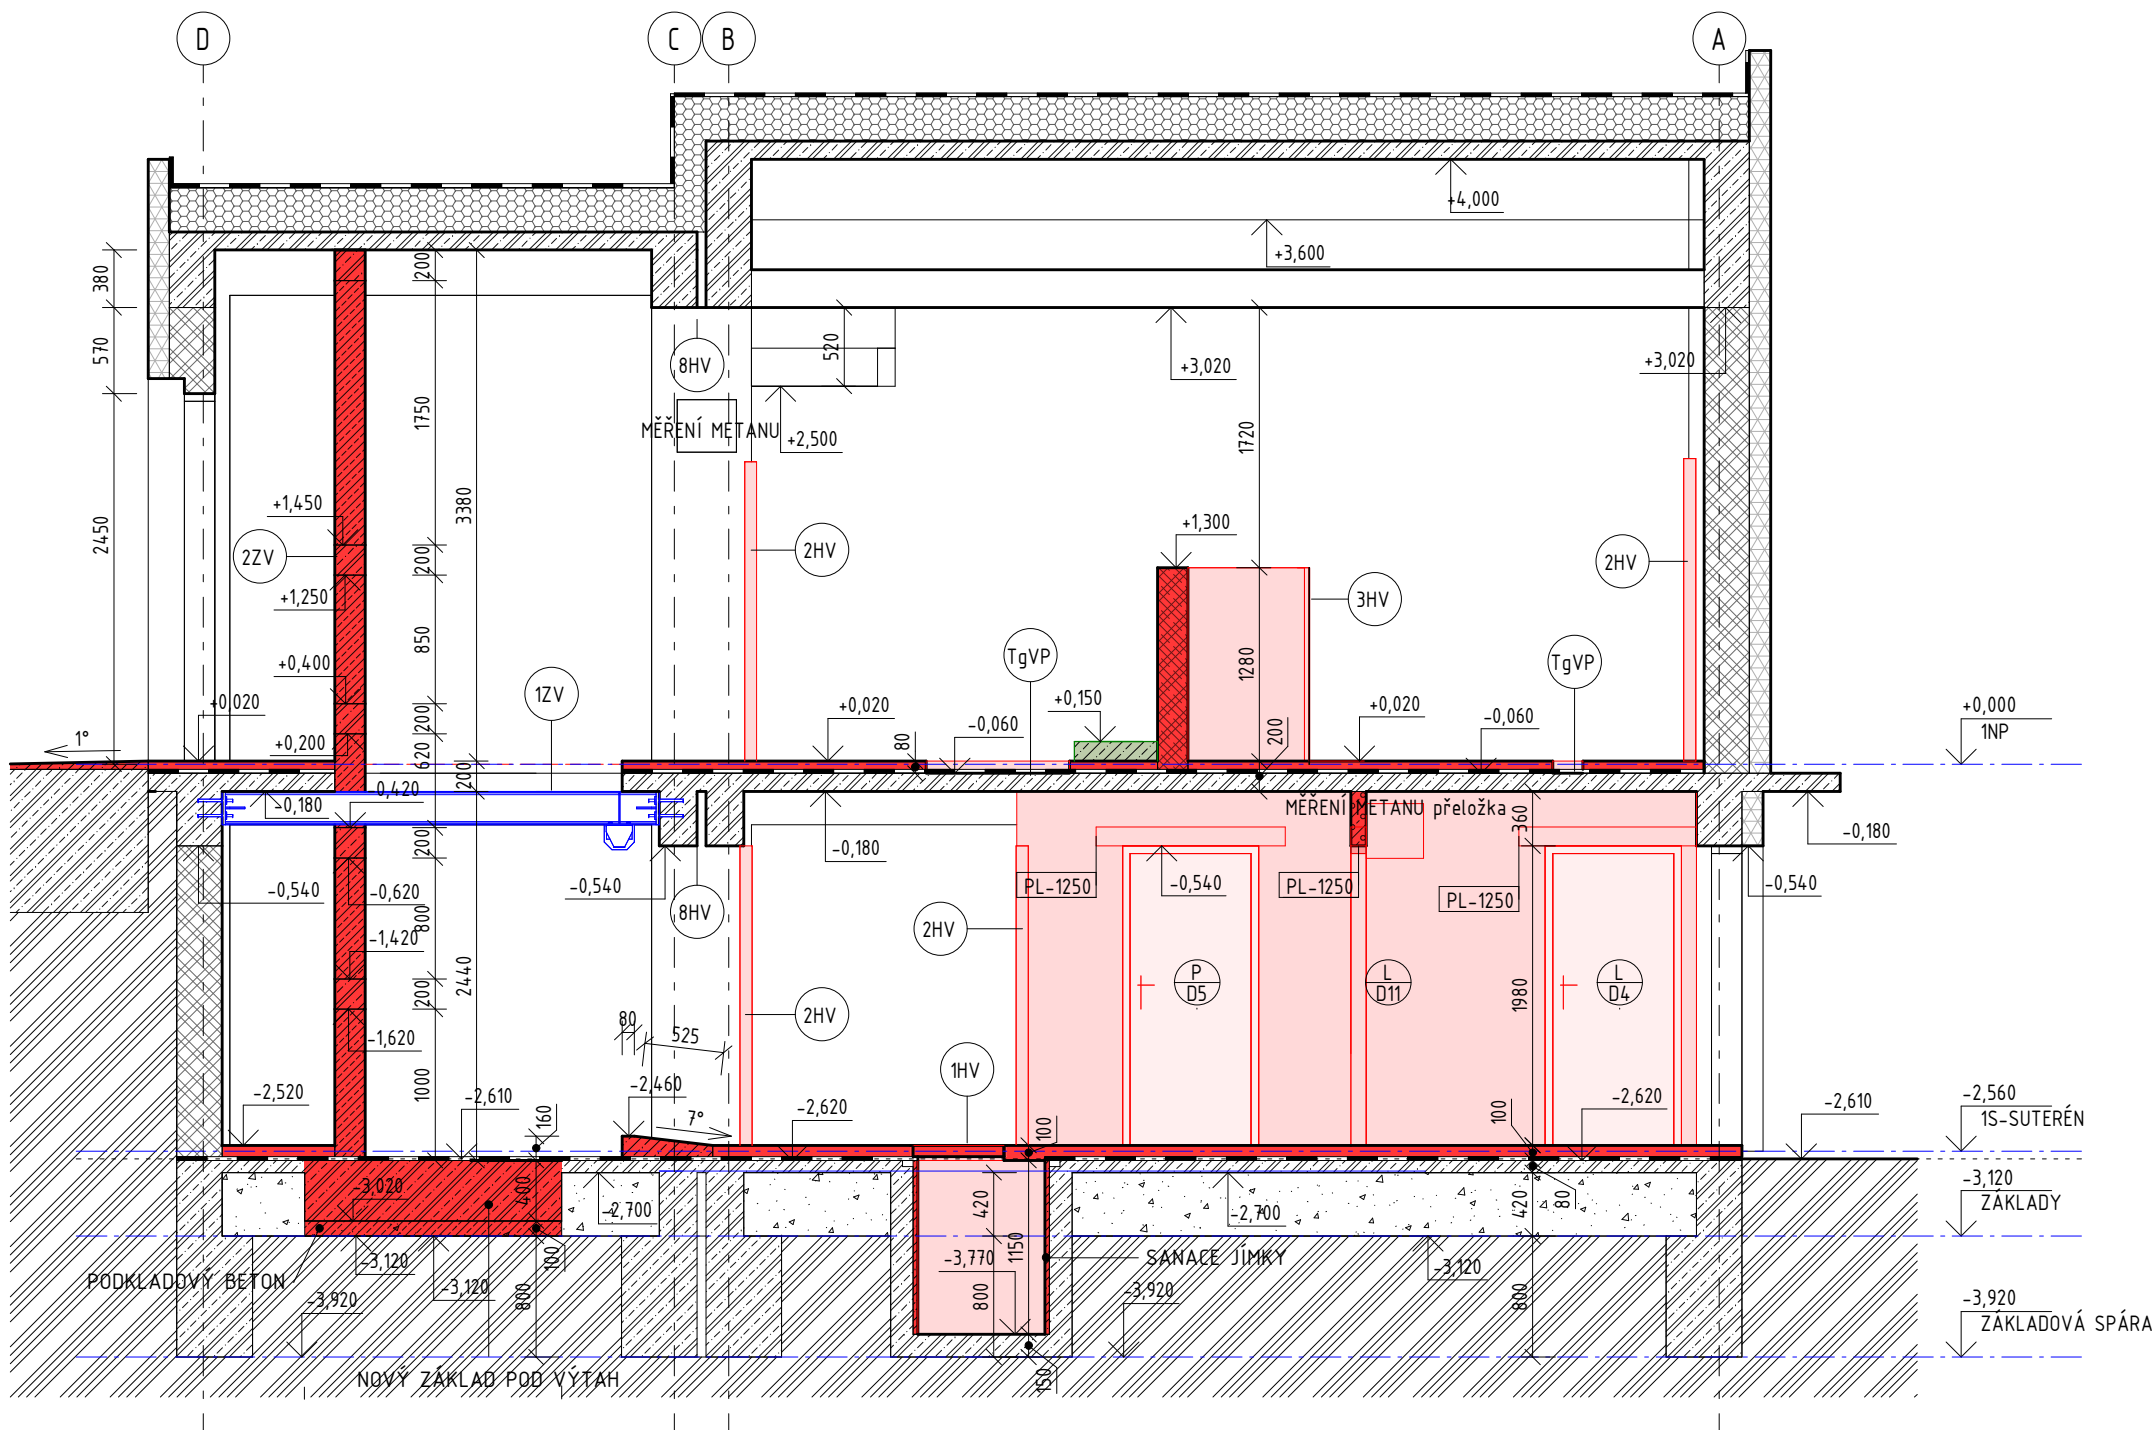 D
C
B
A
+4,000
+3,600
200
380
570
520
8HV
+3,020
+3,020
MĚŘENÍ METANU
+2,500
1750
1720
3380
2450
+1,450
+1,300
2ZV
2HV
2HV
200
+1,250
3HV
850
+0,400
TgVP
TgVP
1280
1ZV
+0,020
+0,150
+0,020
+0,020
200
-0,060
-0,060
80
200
+0,000
1NP
1°
+0,200
620
200
-0,180
0,420
MĚŘENÍ METANU přeložka
360
-0,180
-0,180
200
-0,540
-0,620
-0,540
PL-1250
-0,540
PL-1250
PL-1250
-0,540
800
8HV
2HV
-1,420
2440
P
D5
L
D11
L
D4
200
1980
2HV
80
525
-1,620
1HV
1000
-2,520
-2,610
160
-2,460
7°
-2,620
100
100
-2,620
-2,610
-2,560
1S-SUTERÉN
-3,020
400
-2,700
420
-2,700
420
80
-3,120
ZÁKLADY
-3,120
100
-3,770
1150
SANACE JÍMKY
-3,120
PODKLADOVÝ BETON
-3,120
-3,920
800
800
-3,920
800
-3,920
ZÁKLADOVÁ SPÁRA
NOVÝ ZÁKLAD POD VÝTAH
150